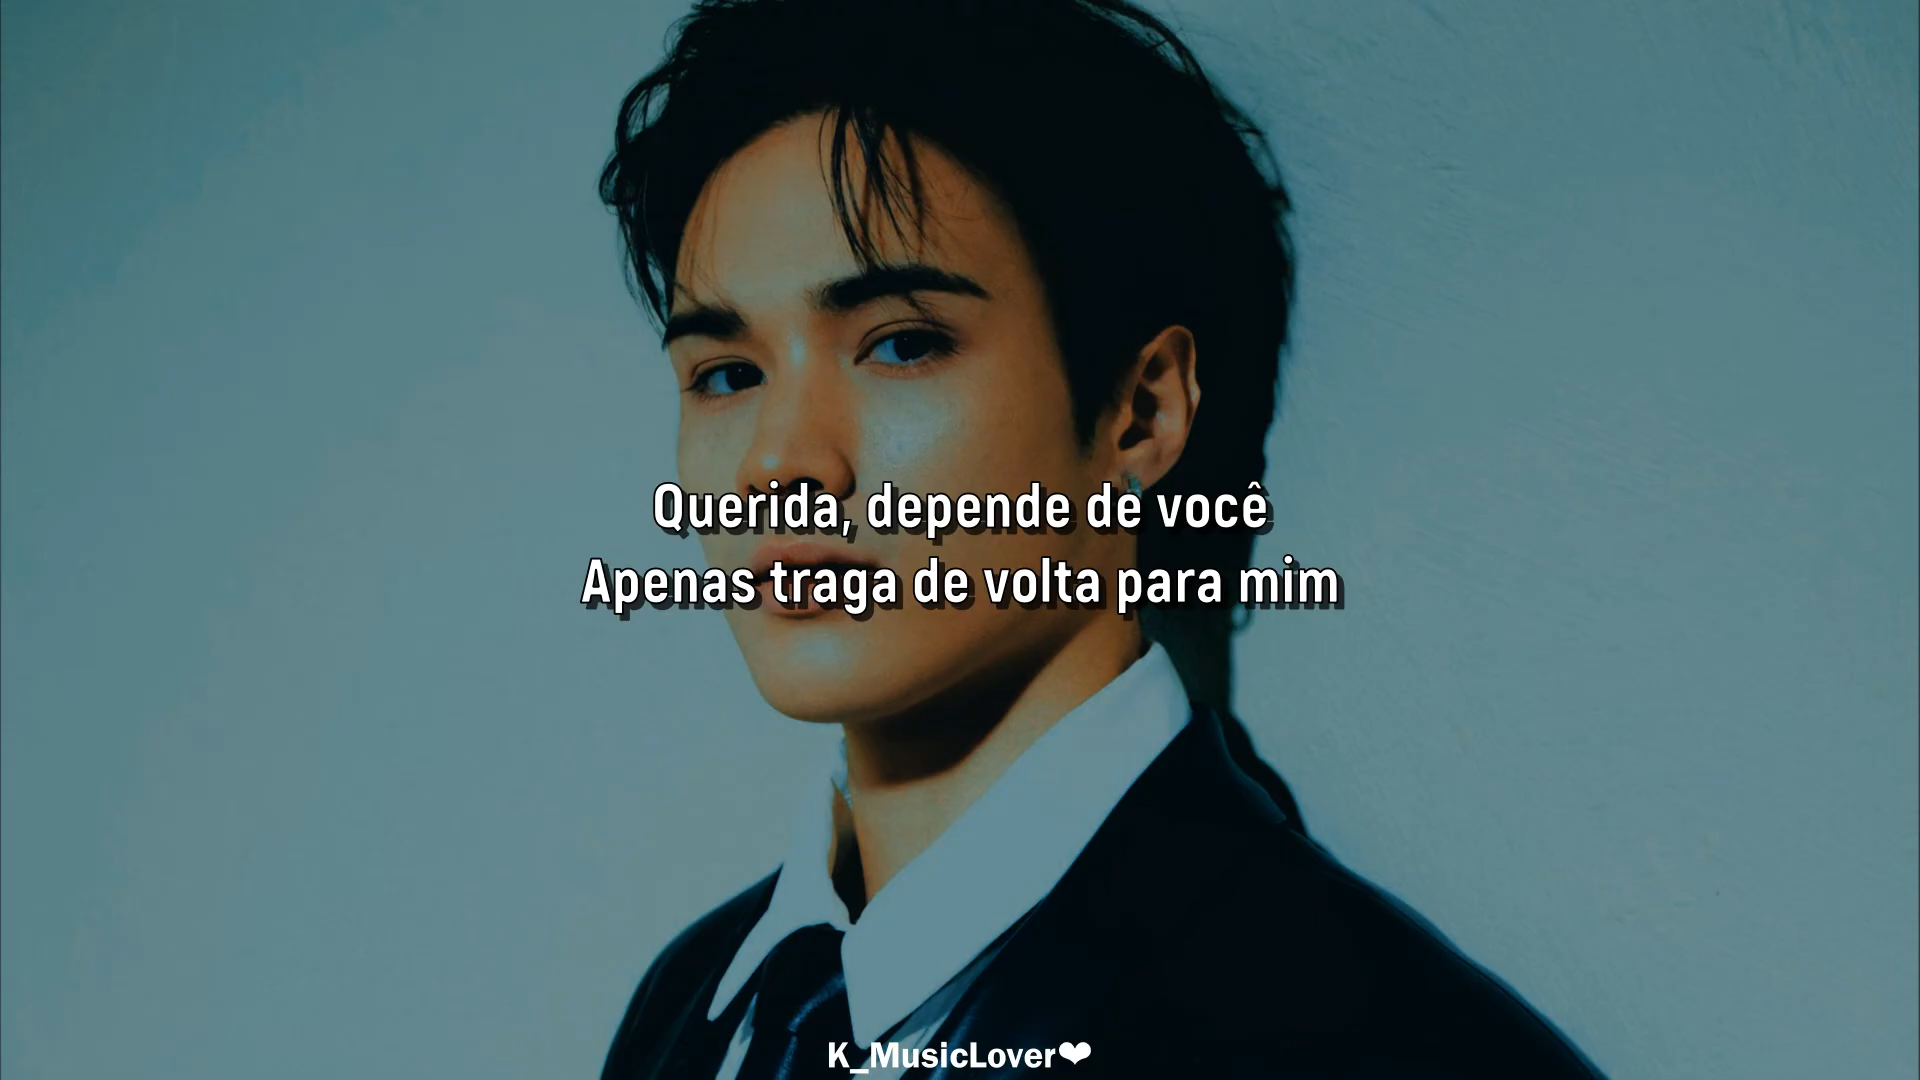 Querida, depende de você
Apenas traga de volta para mim
K_MusicLover❤